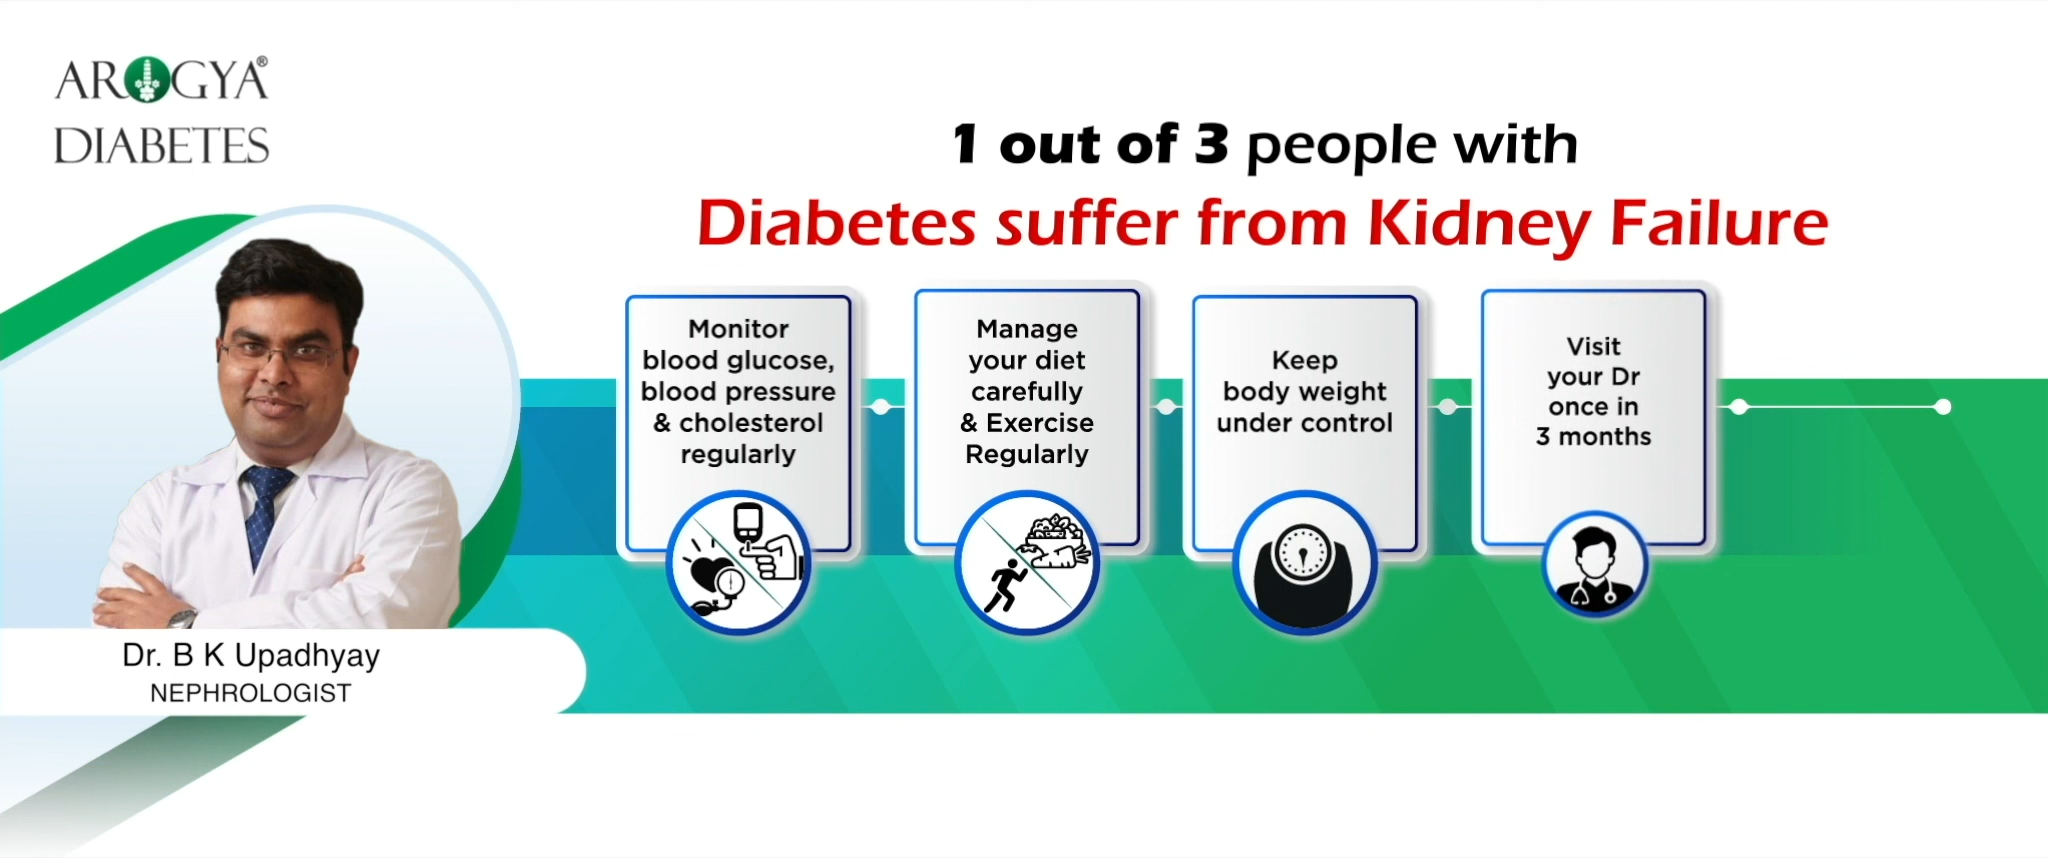 AROGYA®
DIABETES
1 out of 3 people with
Diabetes suffer from Kidney Failure
Monitor
blood glucose,
blood pressure
& cholesterol
regularly
Manage
your diet
carefully
& Exercise
Regularly
Keep
body weight
under control
Visit
your Dr
once in
3 months
Dr. B K Upadhyay
NEPHROLOGIST